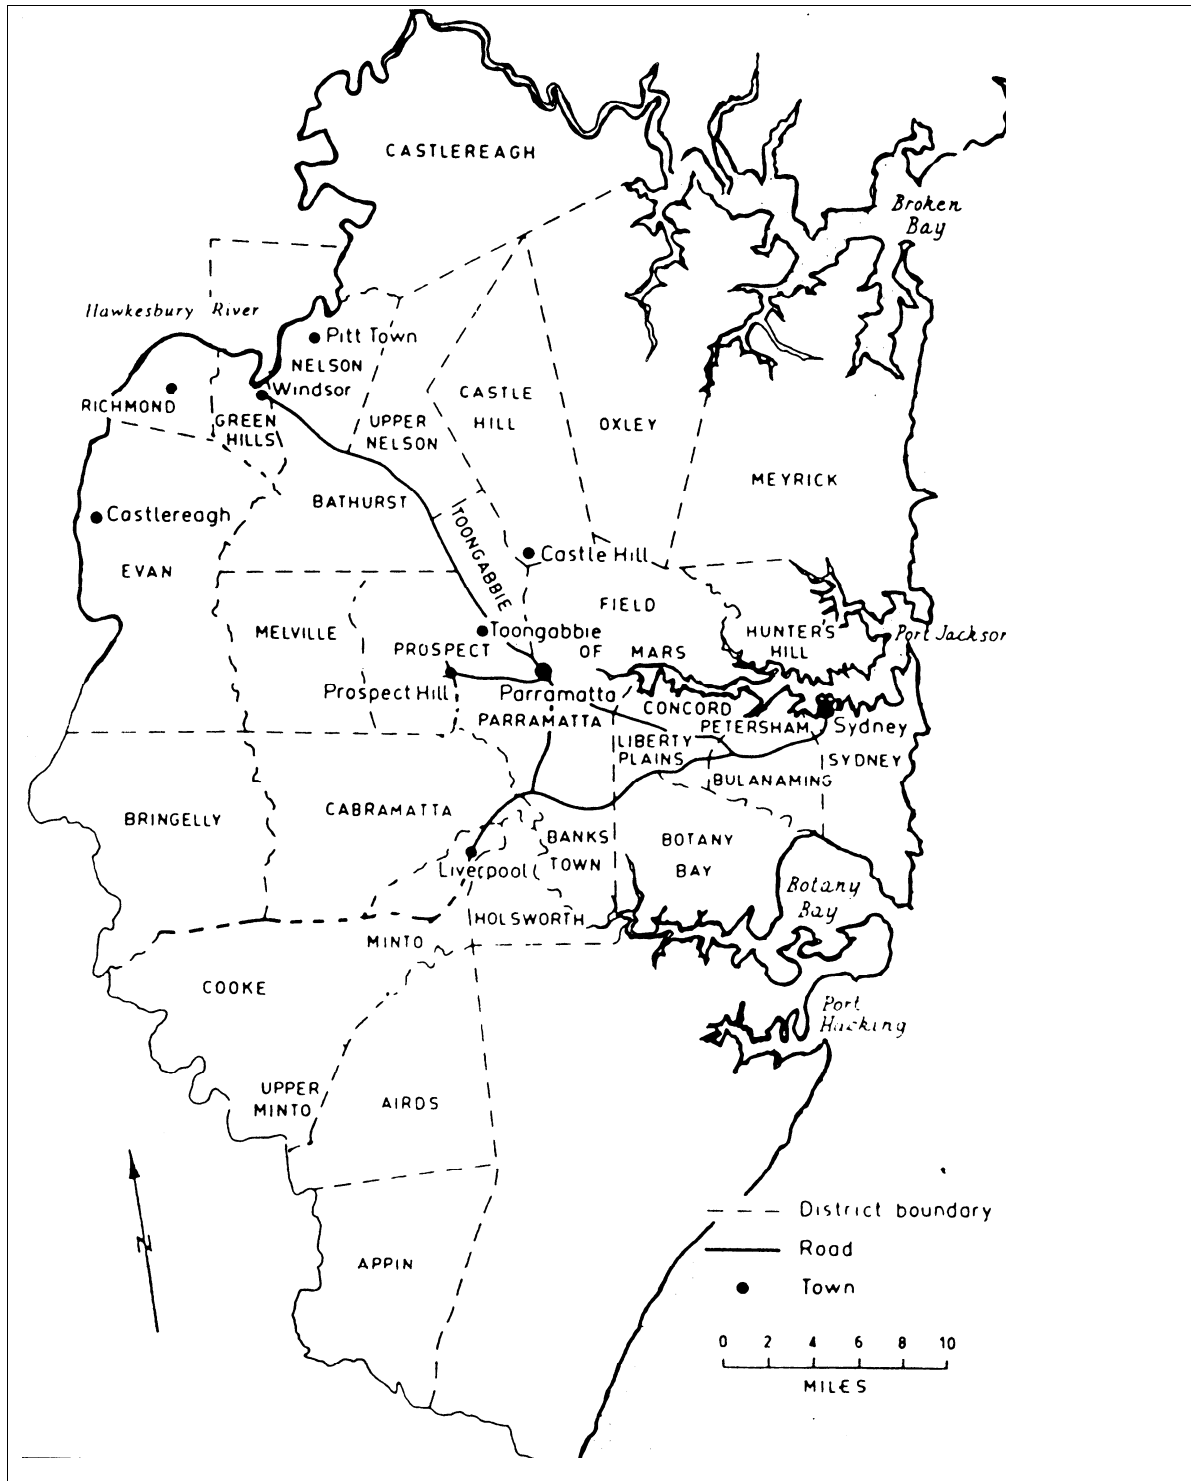 CASTLEREAGH
Broken
Bay
Hawkesbury River
Pitt Town
NELSON
Windsor
RICHMOND
GREEN
HILLS
UPPER
NELSON
CASTLE
HILL
OXLEY
MEYRICK
BATHURST
Castlereagh
EVAN
TOONGABBIE
Castle Hill
FIELD
OF MARS
MELVILLE
Toongabbie
PROSPECT
HUNTER'S
HILL
Port Jackson
Prospect Hill
Parramatta
PARRAMATTA
CONCORD
PETERSHAM
Sydney
LIBERTY
PLAINS
SYDNEY
BULANAMING
BRINGELLY
CABRAMATTA
BANKS
TOWN
BOTANY
BAY
Liverpool
Botany
Bay
HOLSWORTH
MINTO
COOKE
Port
Hacking
UPPER
MINTO
AIRDS
N
APPIN
District boundary
Road
Town
0 2 4 6 8 10
MILES